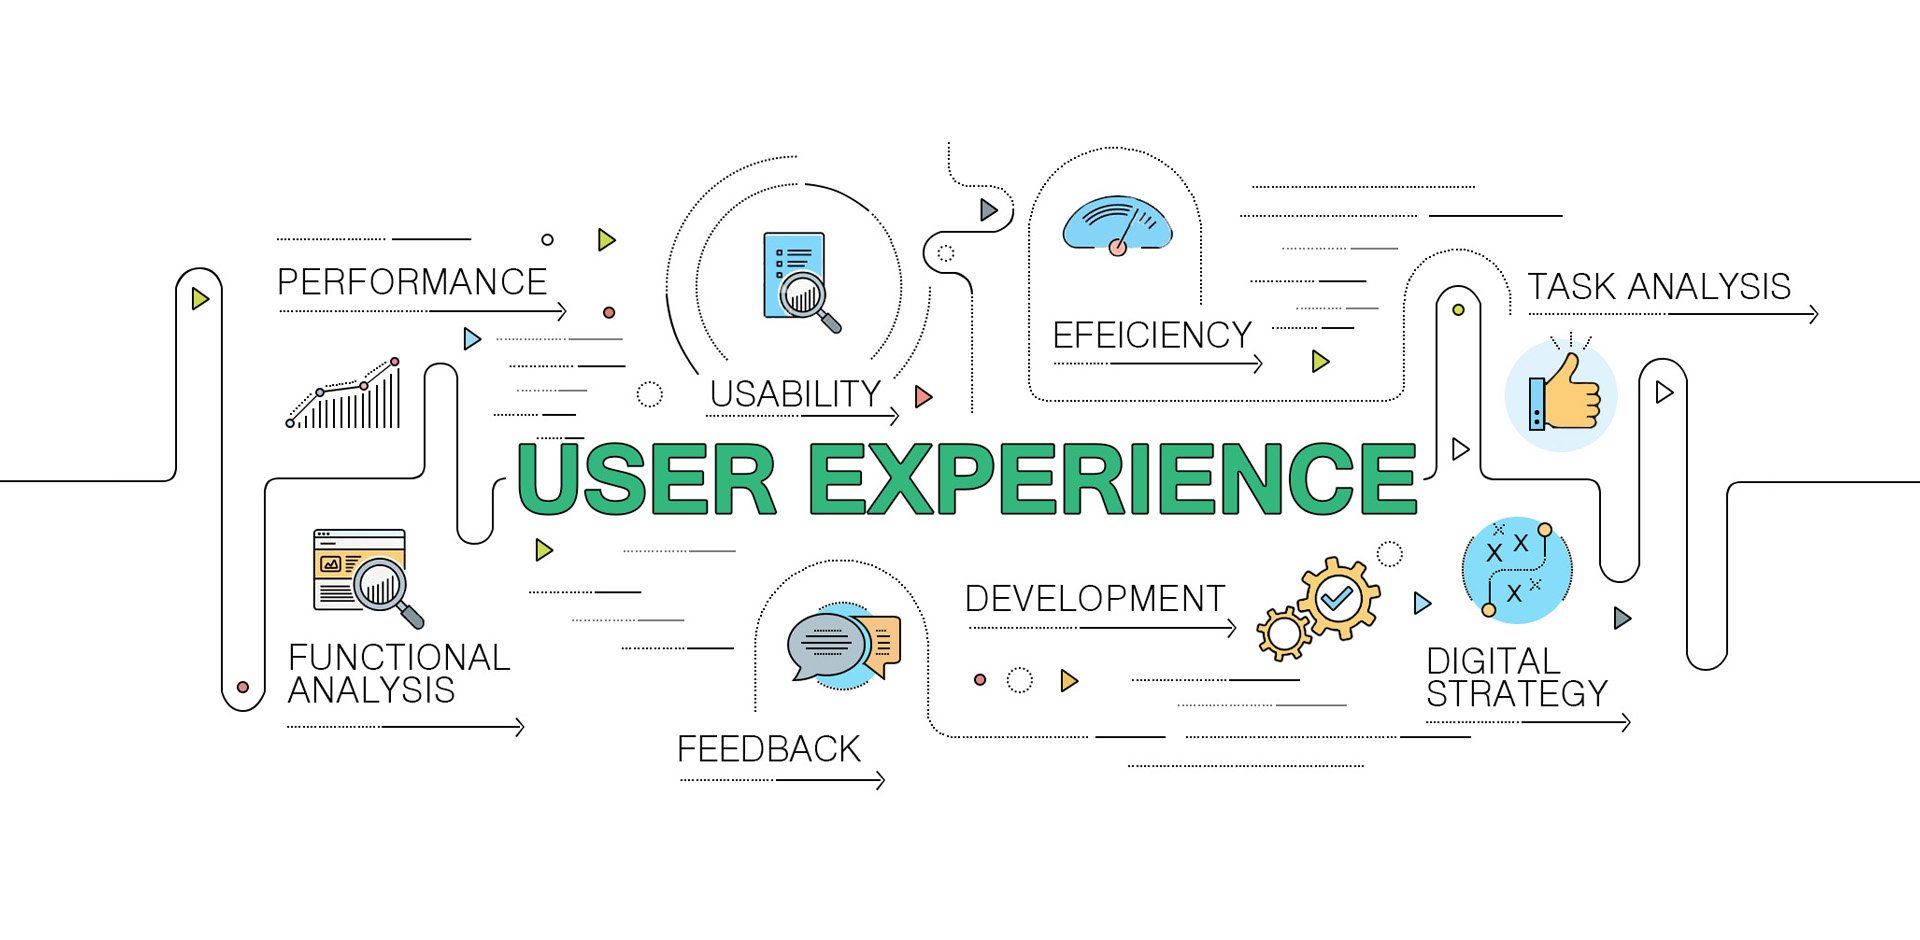 PERFORMANCE
USABILITY
EFEICIENCY
TASK ANALYSIS
USER EXPERIENCE
FUNCTIONAL
ANALYSIS
FEEDBACK
DEVELOPMENT
DIGITAL
STRATEGY